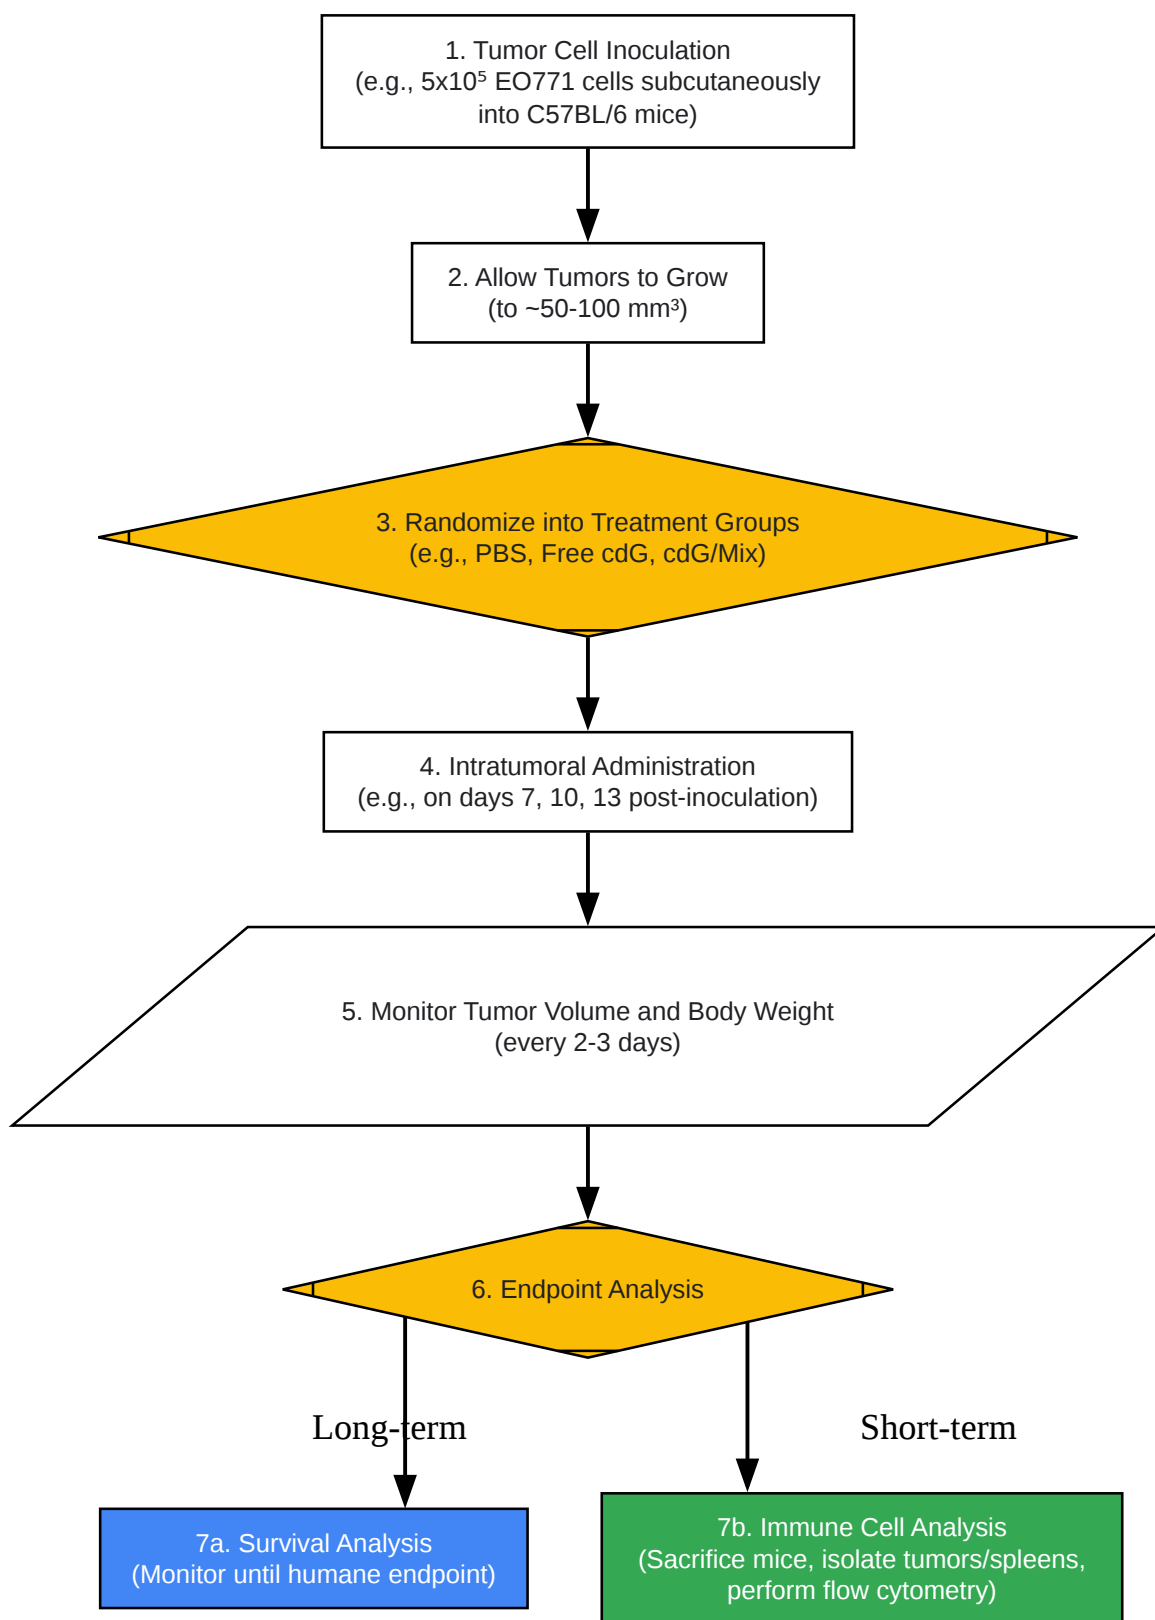 1. Tumor Cell Inoculation
(e.g., 5x10⁵ EO771 cells subcutaneously
into C57BL/6 mice)
2. Allow Tumors to Grow
(to ~50-100 mm³)
3. Randomize into Treatment Groups
(e.g., PBS, Free cdG, cdG/Mix)
4. Intratumoral Administration
(e.g., on days 7, 10, 13 post-inoculation)
5. Monitor Tumor Volume and Body Weight
(every 2-3 days)
6. Endpoint Analysis
Long-term
Short-term
7a. Survival Analysis
(Monitor until humane endpoint)
7b. Immune Cell Analysis
(Sacrifice mice, isolate tumors/spleens,
perform flow cytometry)